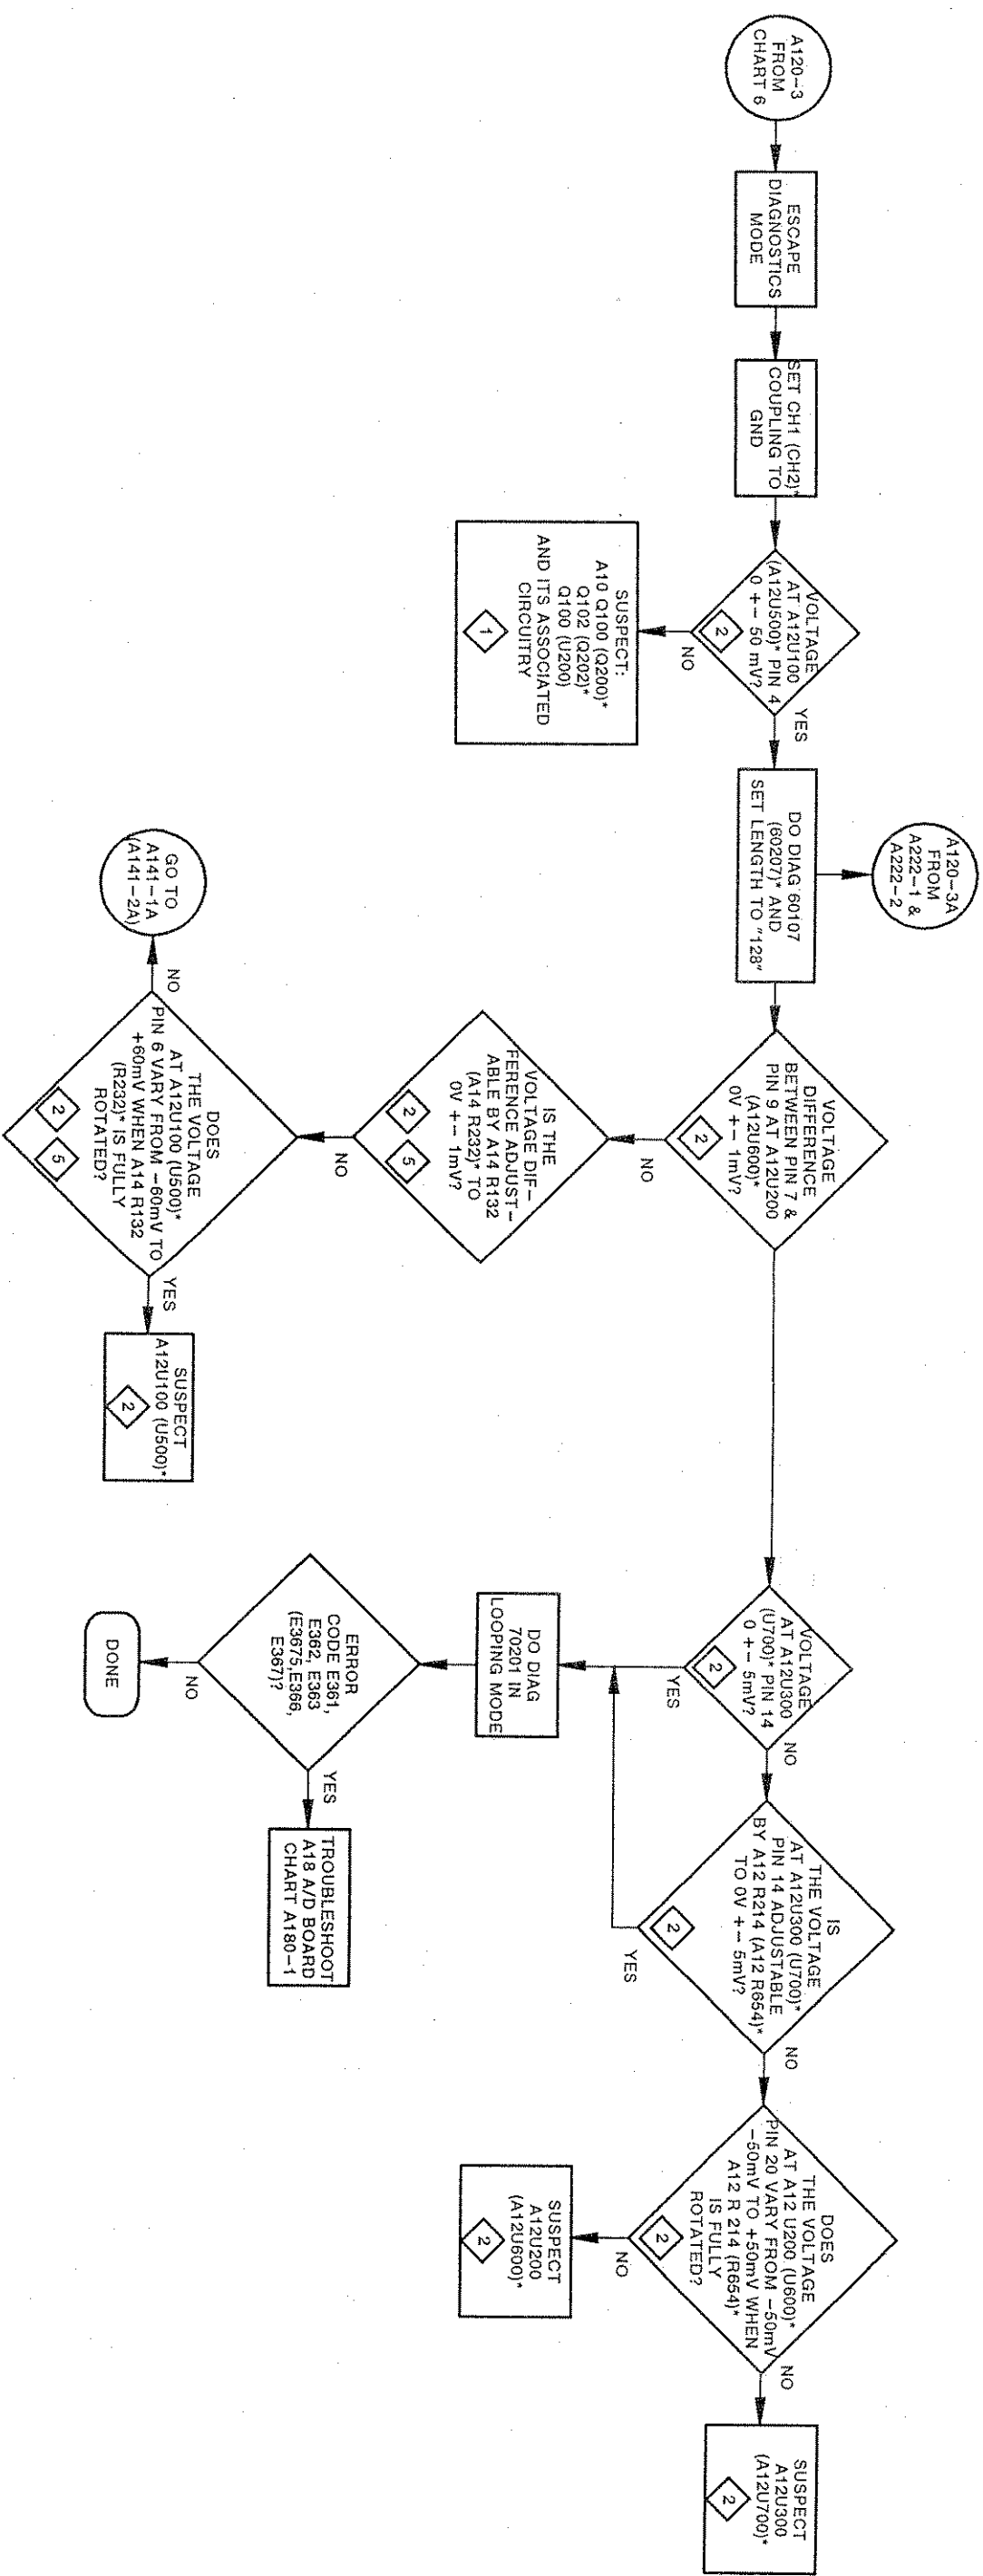 A120-3
FROM
CHART 6
ESCAPE
DIAGNOSTICS
MODE
SET CH1 (CH2)*
COUPLING TO
GND
VOLTAGE
AT A12U100
(A12U500)* PIN 4
0 +- 50 mV?
2
NO
SUSPECT:
A10 Q100 (Q200)*
Q102 (Q202)*
Q100 (U200)
AND ITS ASSOCIATED
CIRCUITRY
1
YES
A120-3A
FROM
A222-1 &
A222-2
DO DIAG 60107
(60207)* AND
SET LENGTH TO "128"
VOLTAGE
DIFFERENCE
BETWEEN PIN 7 &
PIN 9 AT A12U200
(A12U600)*
0V +- 1mV?
2
NO
IS THE
VOLTAGE DIF-
FERENCE ADJUST-
ABLE BY A14 R132
(A14 R232)* TO
0V +- 1mV?
2
5
NO
DOES
THE VOLTAGE
AT A12U100 (U500)*
PIN 6 VARY FROM -60mV TO
+60mV WHEN A14 R132
(R232)* IS FULLY
ROTATED?
2
5
NO
GO TO
A141-1A
(A141-2A)
YES
SUSPECT
A12U100 (U500)*
2
VOLTAGE
AT A12U300
(U700)* PIN 14
0 +- 5mV?
2
YES
DO DIAG
70201 IN
LOOPING MODE
ERROR
CODE E361,
E362, E363
(E3675,E366,
E367)?
NO
DONE
YES
TROUBLESHOOT
A18 A/D BOARD
CHART A180-1
NO
IS
THE VOLTAGE
AT A12U300 (U700)*
PIN 14 ADJUSTABLE
BY A12 R214 (A12 R654)*
TO 0V +- 5mV?
2
YES
NO
DOES
THE VOLTAGE
AT A12 U200 (U600)*
PIN 20 VARY FROM -50mV
-50mV TO +50mV WHEN
A12 R 214 (R654)*
IS FULLY
ROTATED?
2
NO
SUSPECT
A12U200
(A12U600)*
2
NO
SUSPECT
A12U300
(A12U700)*
2